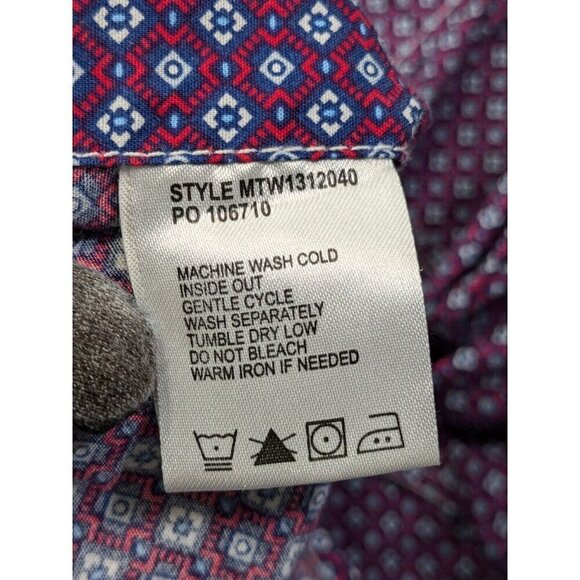 STYLE MTW1312040
PO 106710
MACHINE WASH COLD
INSIDE OUT
GENTLE CYCLE
WASH SEPARATELY
TUMBLE DRY LOW
DO NOT BLEACH
WARM IRON IF NEEDED